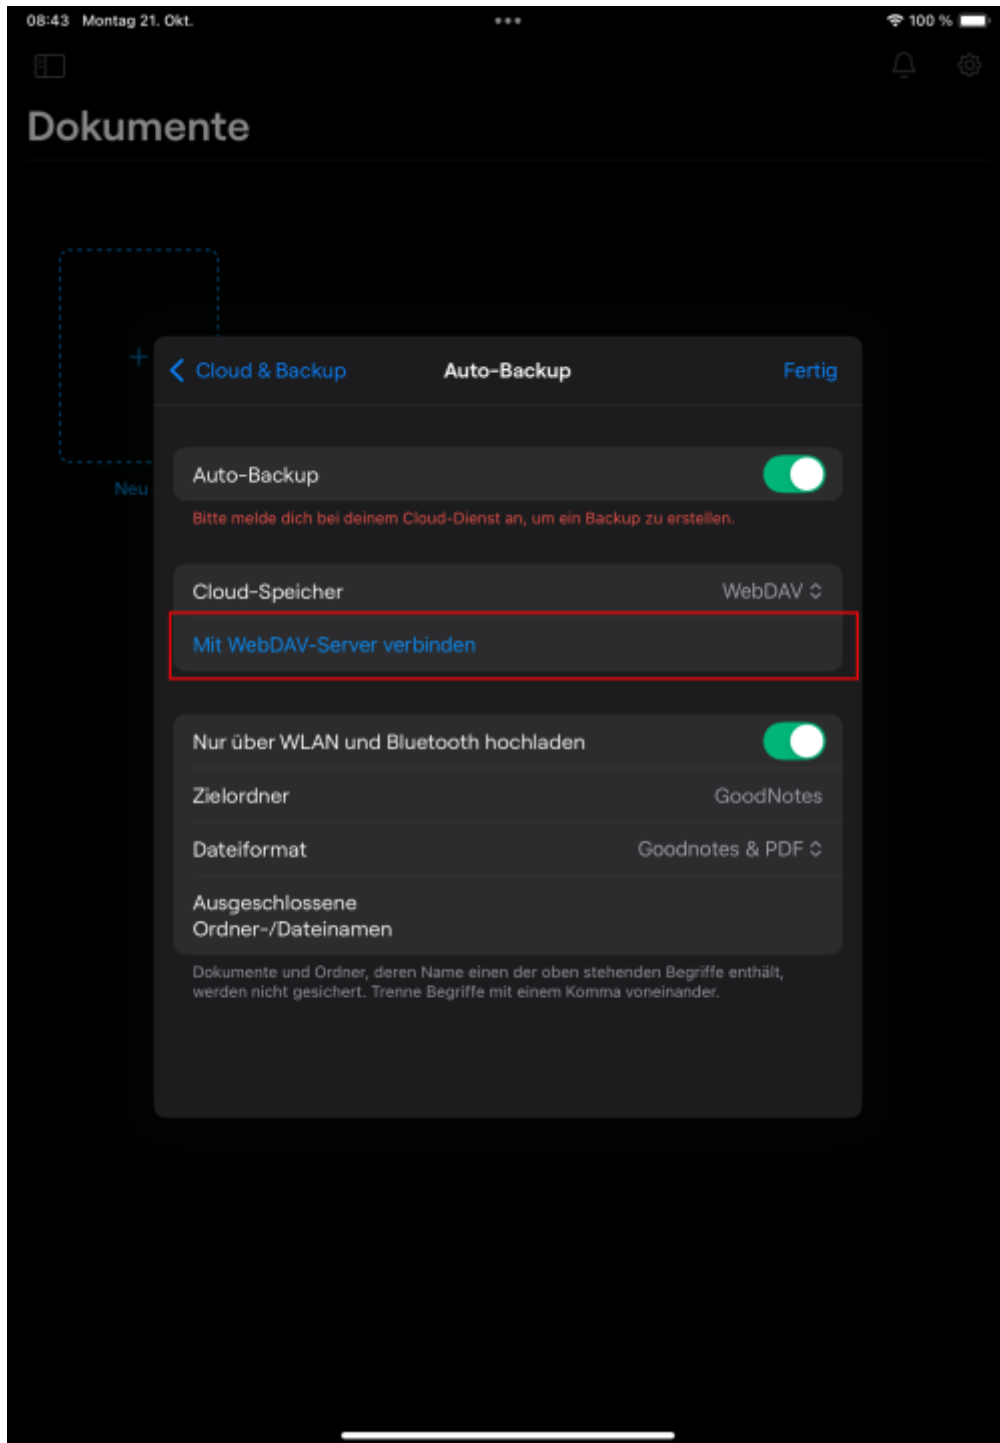 08:43 Montag 21. Okt.
100 %
Dokumente
Neu
Cloud & Backup
Auto-Backup
Fertig
Auto-Backup
Bitte melde dich bei deinem Cloud-Dienst an, um ein Backup zu erstellen.
Cloud-Speicher
WebDAV
Mit WebDAV-Server verbinden
Nur über WLAN und Bluetooth hochladen
Zielordner
GoodNotes
Dateiformat
Goodnotes & PDF
Ausgeschlossene
Ordner-/Dateinamen
Dokumente und Ordner, deren Name einen der oben stehenden Begriffe enthält,
werden nicht gesichert. Trenne Begriffe mit einem Komma voneinander.